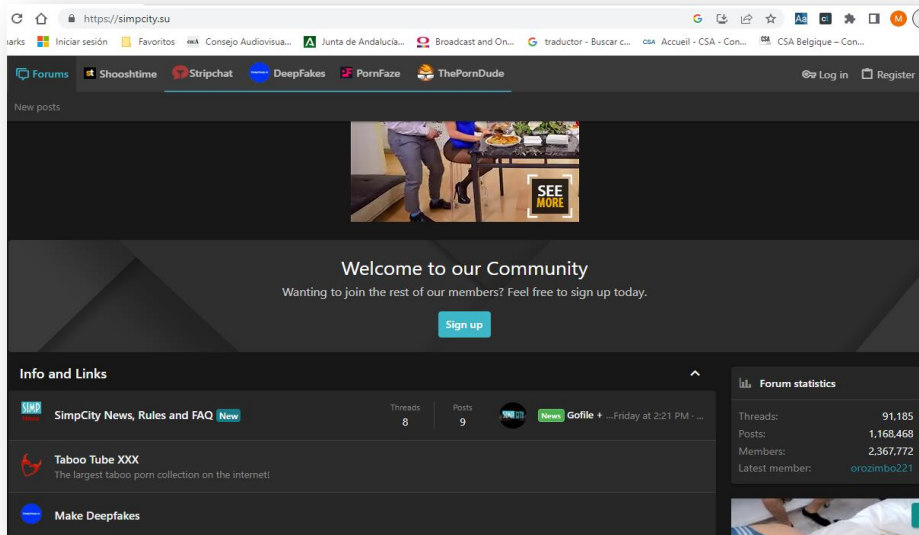 https://simpcity.su
arks Iniciar sesión Favoritos Consejo Audiovisua... Junta de Andalucía... Broadcast and On... traductor - Buscar c... CSA Accueil - CSA - Con... CSA Belgique – Con...
Forums Shooshtime Stripchat DeepFakes PornFaze ThePornDude Log in Register
New posts
SEE
MORE
Welcome to our Community
Wanting to join the rest of our members? Feel free to sign up today.
Sign up
Info and Links
SimpCity News, Rules and FAQ New
Threads
8
Posts
9
News Gofile + ...Friday at 2:21 PM · ...
Taboo Tube XXX
The largest taboo porn collection on the internet!
Make Deepfakes
Forum statistics
Threads: 91,185
Posts: 1,168,468
Members: 2,367,772
Latest member: orozimbo221